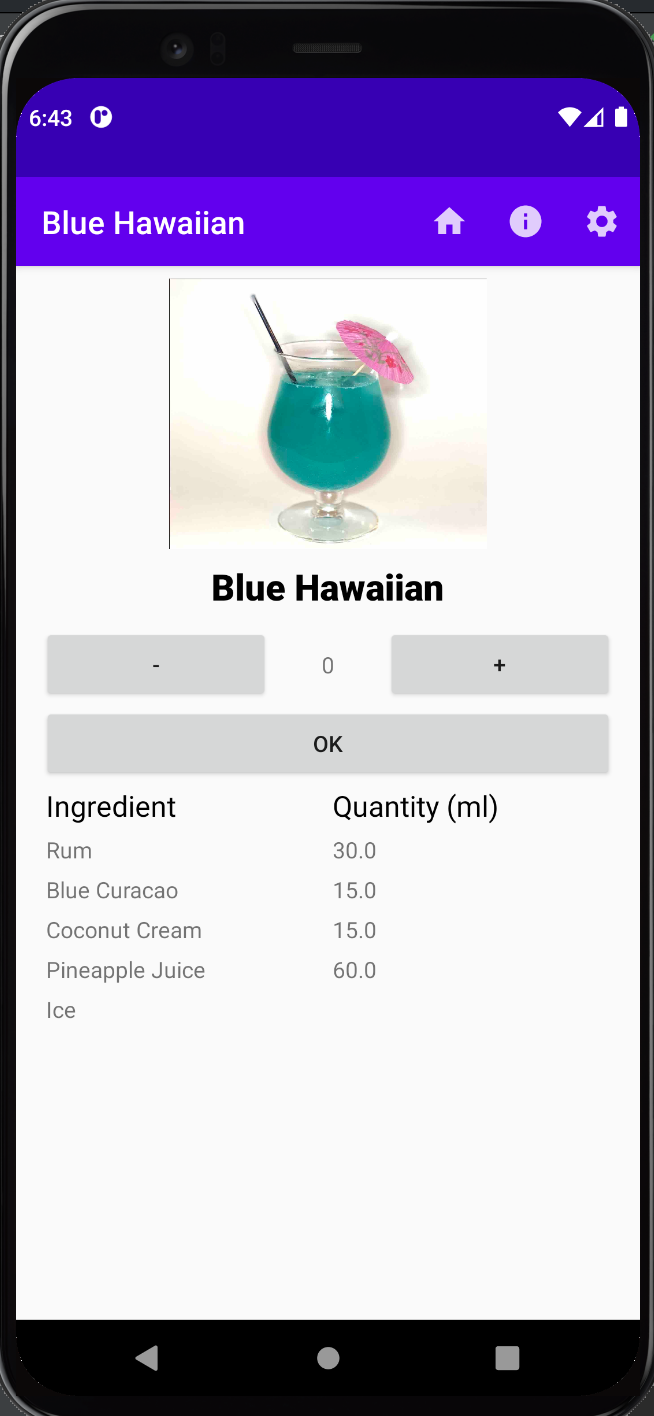 6:43
Blue Hawaiian
Blue Hawaiian
- 0 +
OK
Ingredient Quantity (ml)
Rum 30.0
Blue Curacao 15.0
Coconut Cream 15.0
Pineapple Juice 60.0
Ice